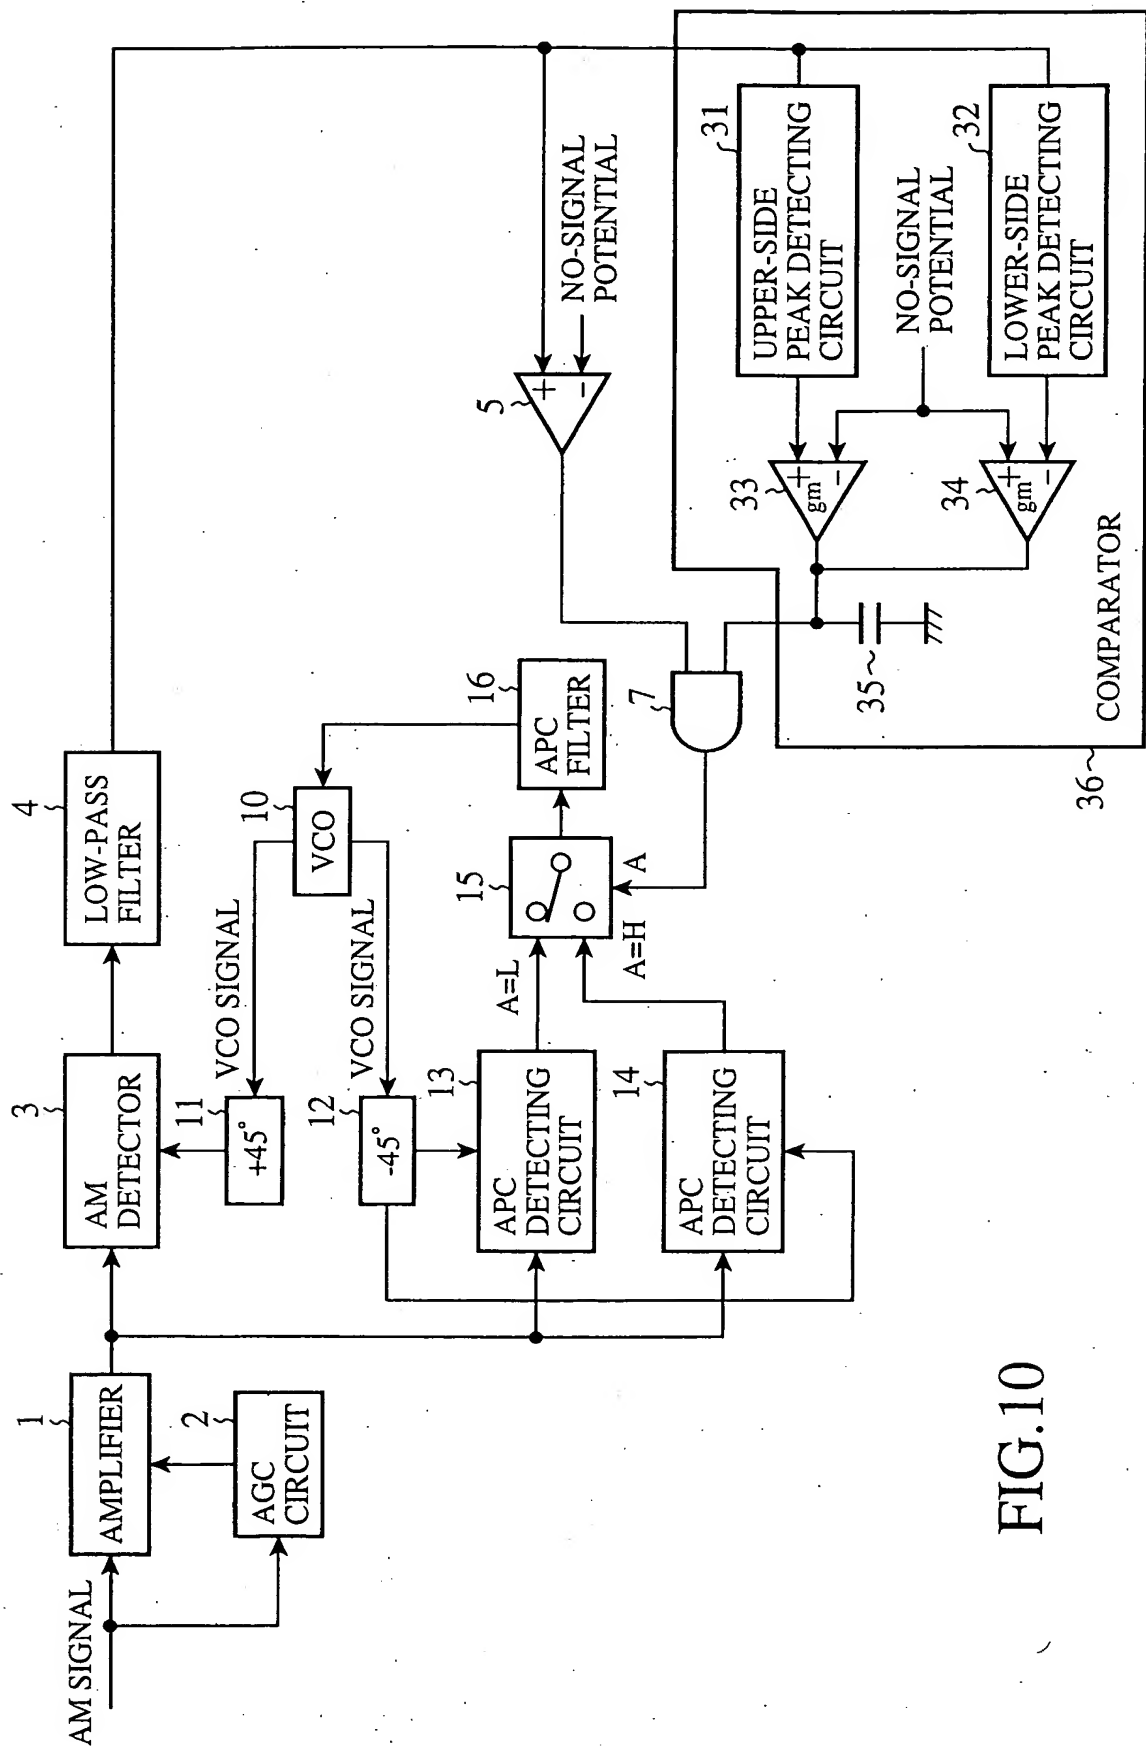 AM SIGNAL
1
AMPLIFIER
2
AGC
CIRCUIT
3
AM
DETECTOR
4
LOW-PASS
FILTER
11
+45°
VCO SIGNAL
10
VCO
12
-45°
VCO SIGNAL
13
APC
DETECTING
CIRCUIT
A=L
15
16
APC
FILTER
14
APC
DETECTING
CIRCUIT
A=H
A
7
5
+
-
NO-SIGNAL
POTENTIAL
31
UPPER-SIDE
PEAK DETECTING
CIRCUIT
33
gm
+
-
NO-SIGNAL
POTENTIAL
32
LOWER-SIDE
PEAK DETECTING
CIRCUIT
34
gm
+
-
35
COMPARATOR
36
FIG.10